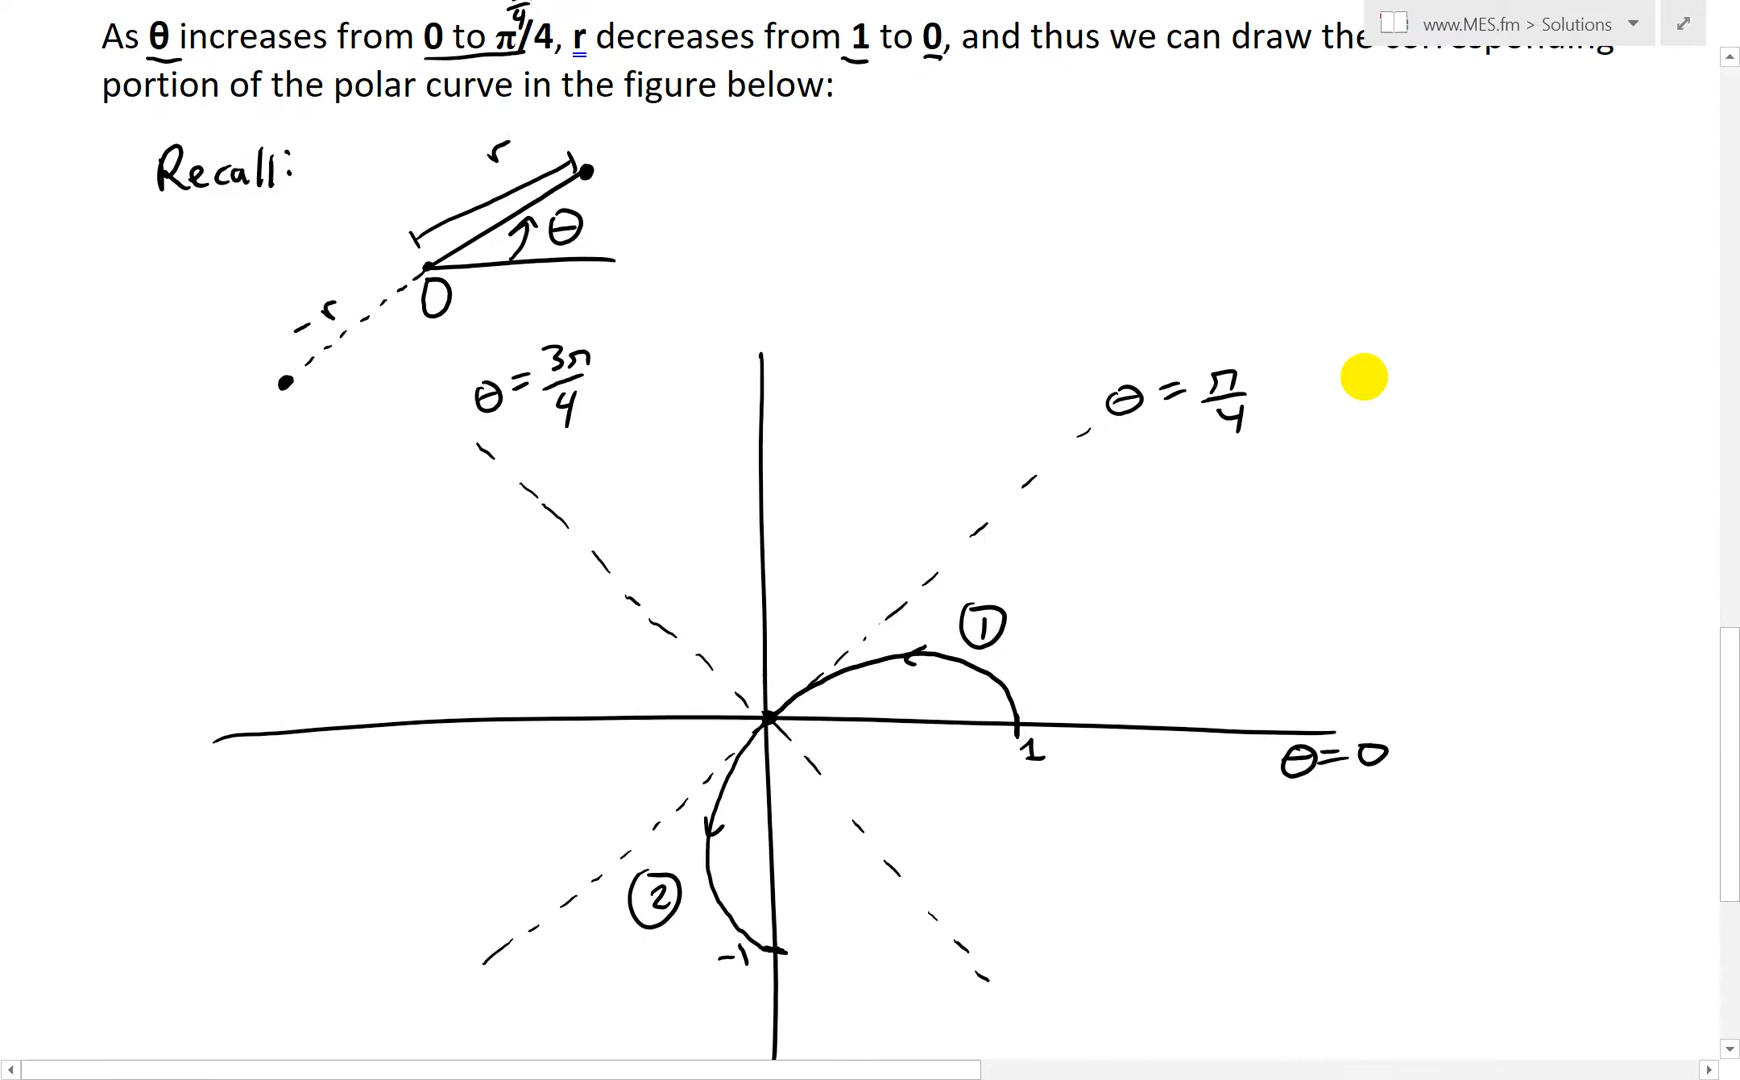 π/4
As θ increases from 0 to π/4, r decreases from 1 to 0, and thus we can draw the corresponding
www.MES.fm > Solutions
portion of the polar curve in the figure below:
Recall:
r
θ
0
-r
θ = 3π/4
θ = π/4
①
1
θ = 0
②
-1